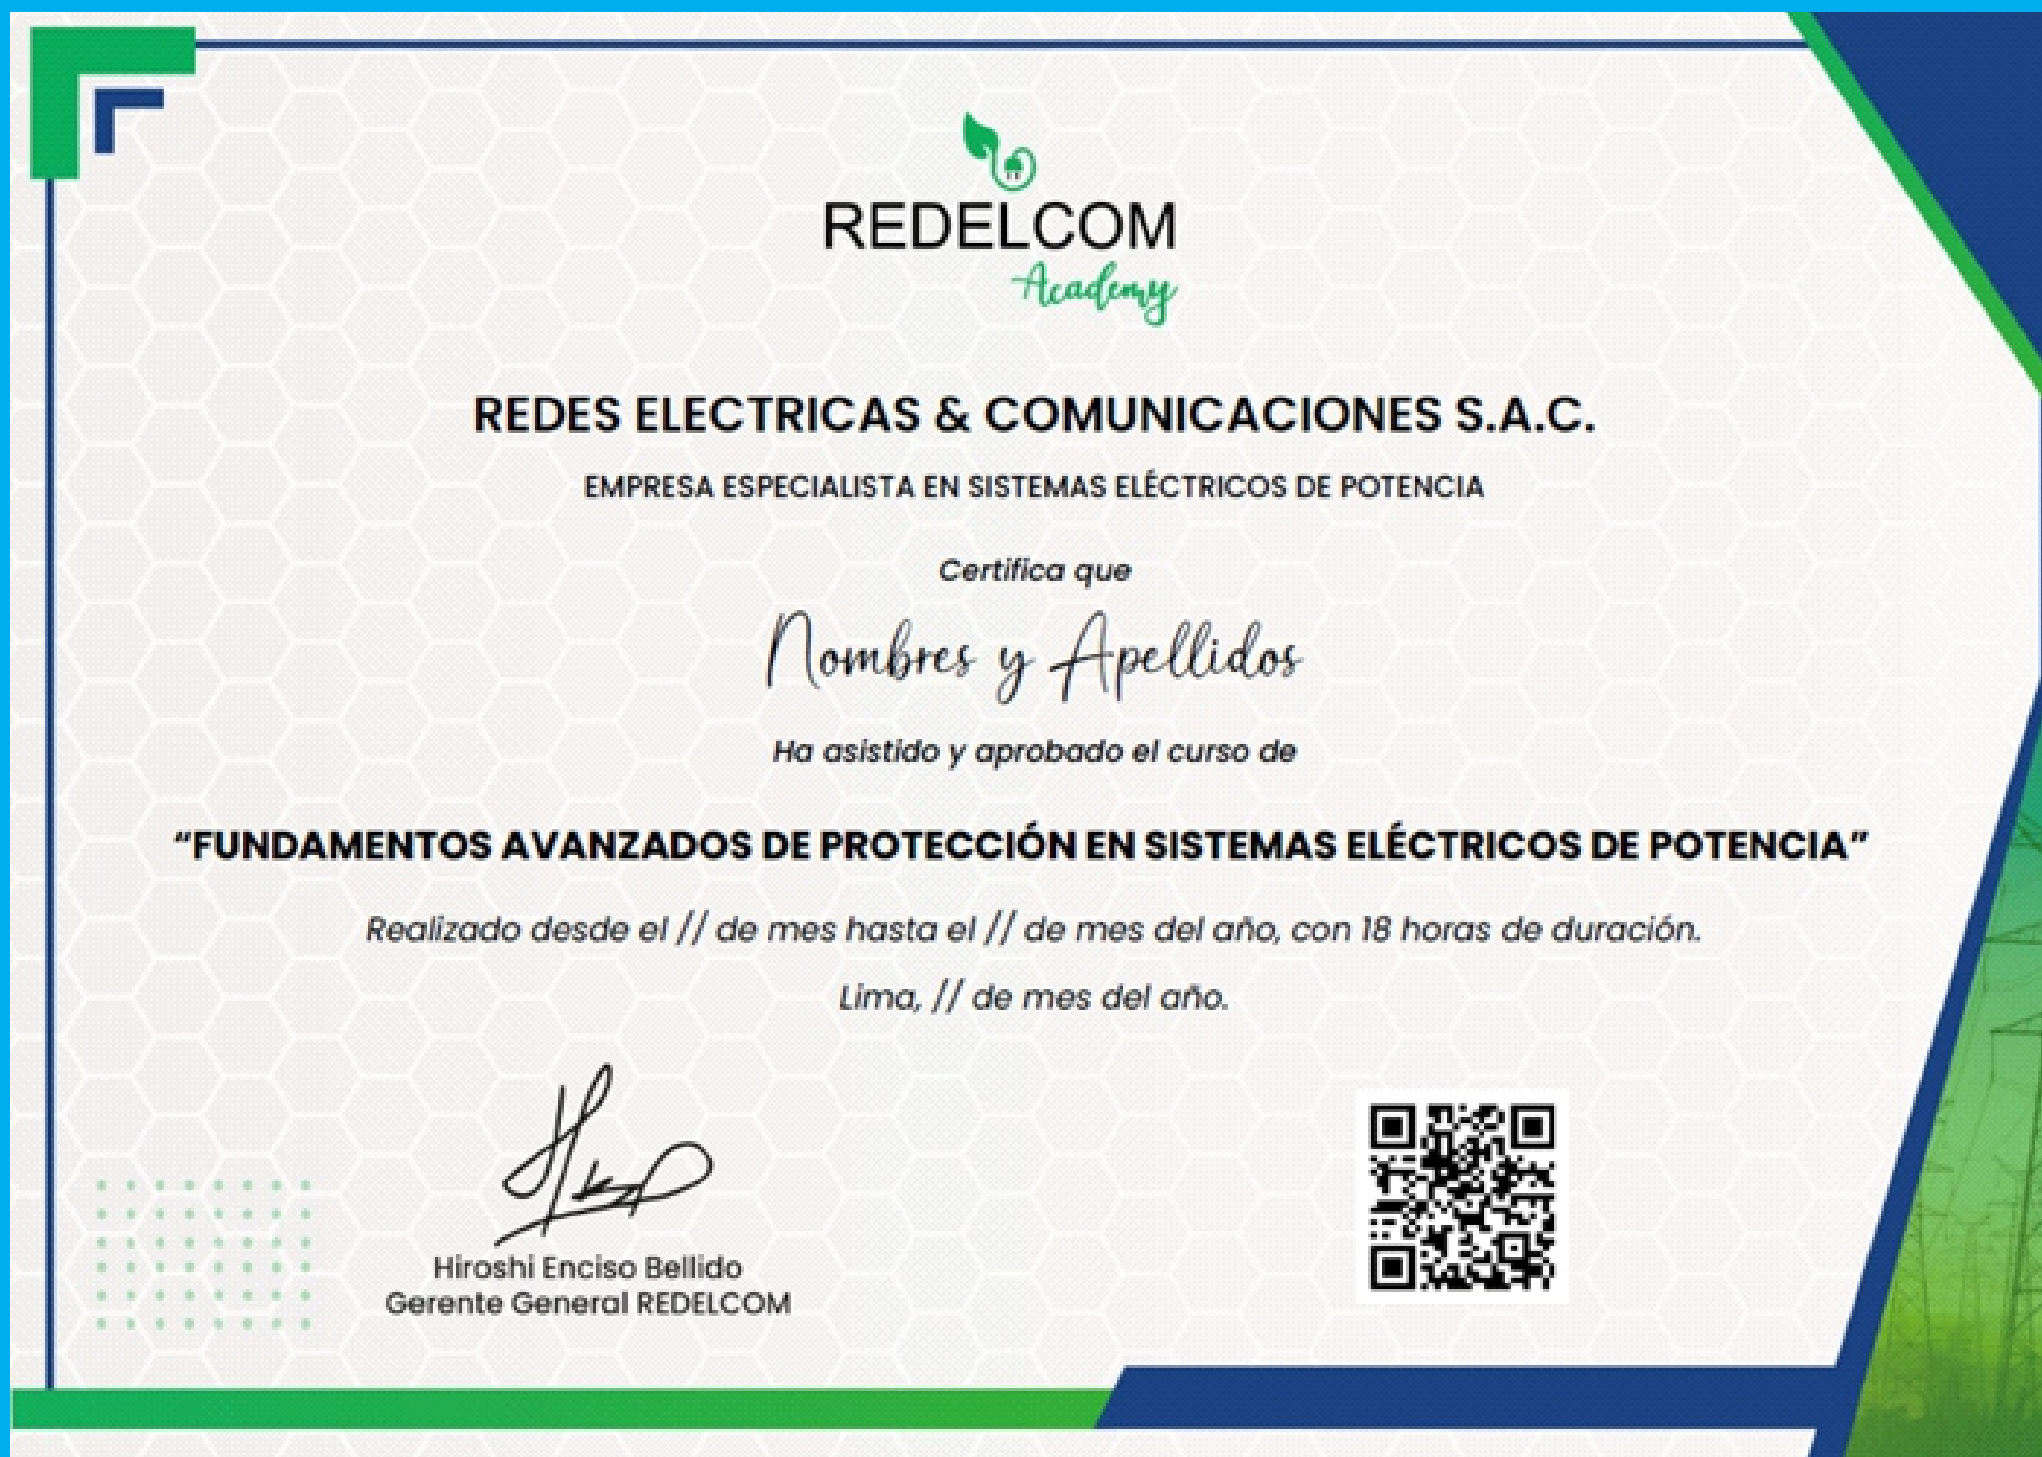 REDELCOM
Academy
REDES ELECTRICAS & COMUNICACIONES S.A.C.
EMPRESA ESPECIALISTA EN SISTEMAS ELÉCTRICOS DE POTENCIA
Certifica que
Nombres y Apellidos
Ha asistido y aprobado el curso de
“FUNDAMENTOS AVANZADOS DE PROTECCIÓN EN SISTEMAS ELÉCTRICOS DE POTENCIA”
Realizado desde el // de mes hasta el // de mes del año, con 18 horas de duración.
Lima, // de mes del año.
Hiroshi Enciso Bellido
Gerente General REDELCOM